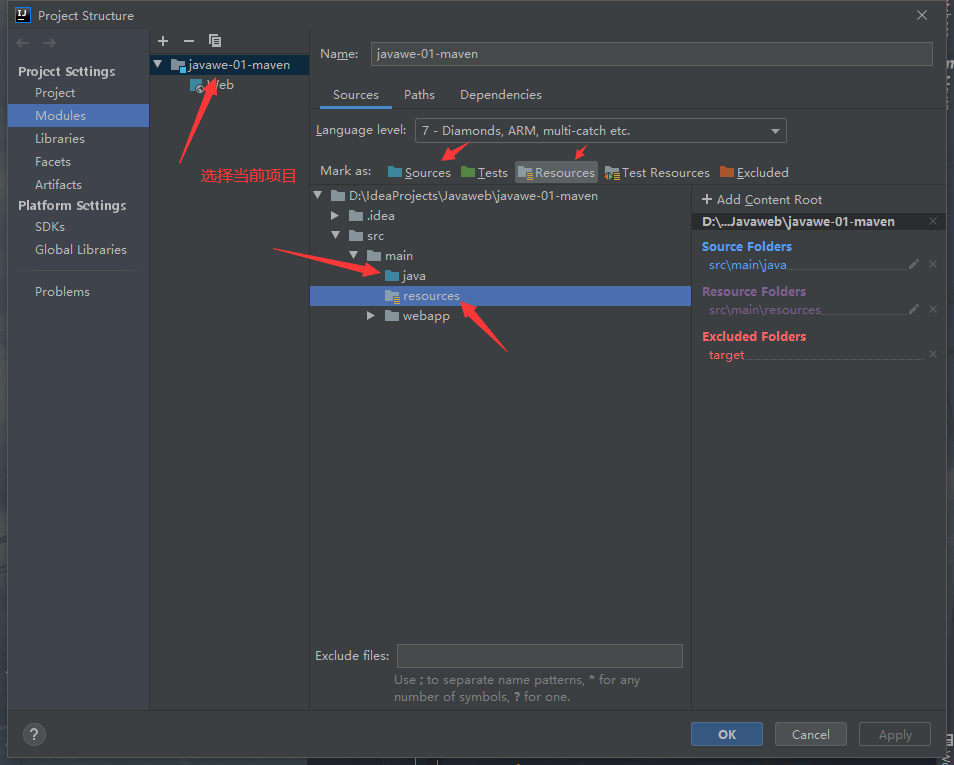 Project Structure
Project Settings
Project
Modules
Libraries
Facets
Artifacts
Platform Settings
SDKs
Global Libraries
Problems
javawe-01-maven
Web
选择当前项目
Name: javawe-01-maven
Sources Paths Dependencies
Language level: 7 - Diamonds, ARM, multi-catch etc.
Mark as: Sources Tests Resources Test Resources Excluded
D:\IdeaProjects\Javaweb\javawe-01-maven
.idea
src
main
java
resources
webapp
+ Add Content Root
D:\...Javaweb\javawe-01-maven
Source Folders
src\main\java
Resource Folders
src\main\resources
Excluded Folders
target
Exclude files:
Use ; to separate name patterns, * for any
number of symbols, ? for one.
?
OK Cancel Apply